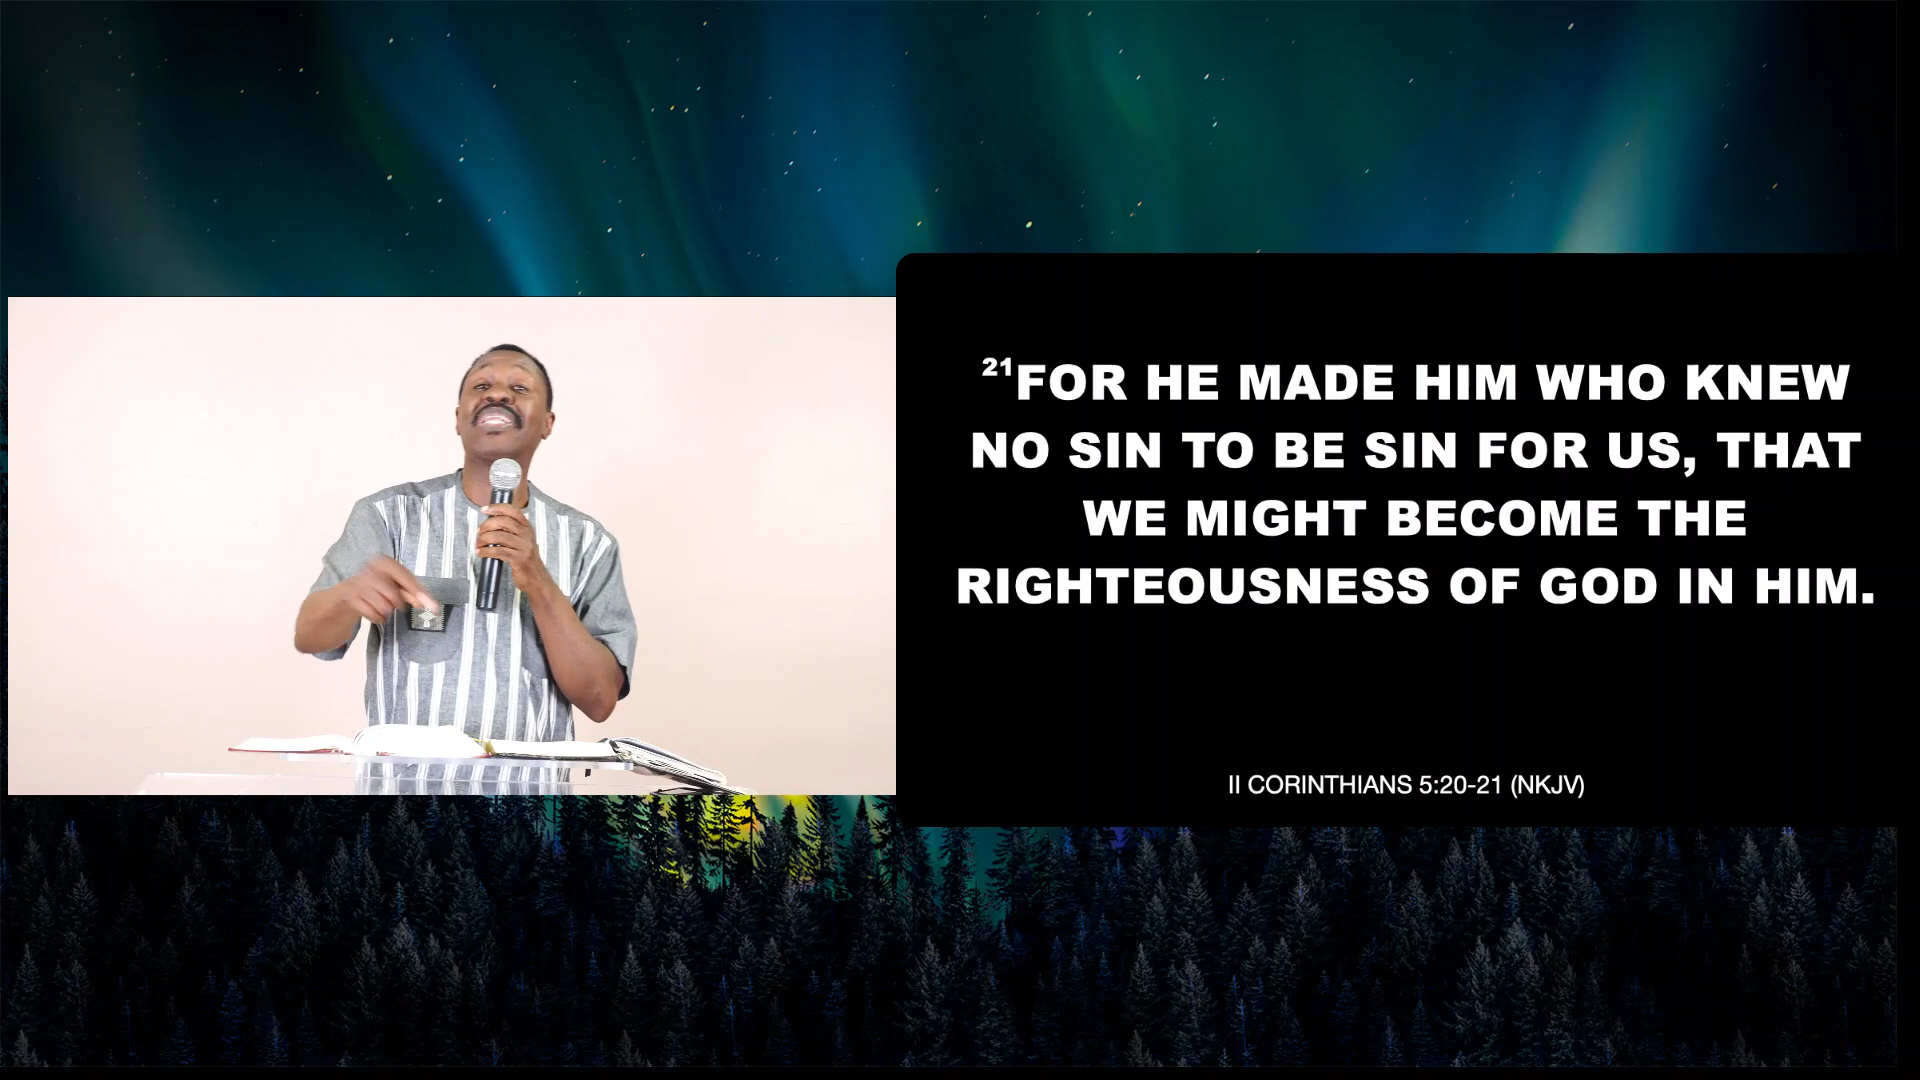 21FOR HE MADE HIM WHO KNEW
NO SIN TO BE SIN FOR US, THAT
WE MIGHT BECOME THE
RIGHTEOUSNESS OF GOD IN HIM.
II CORINTHIANS 5:20-21 (NKJV)